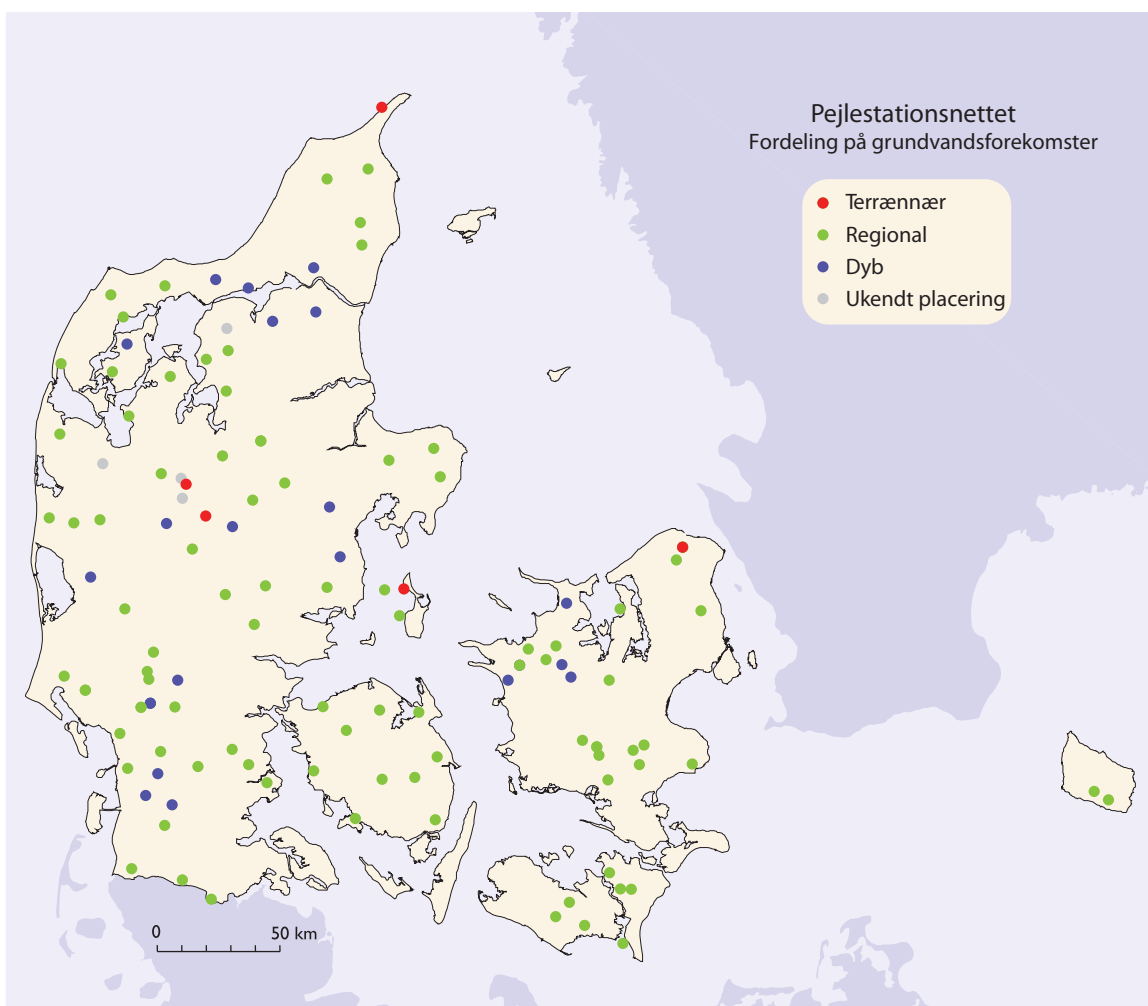 Pejlestationsnettet
Fordeling på grundvandsforekomster
Terrænnær
Regional
Dyb
Ukendt placering
0 50 km